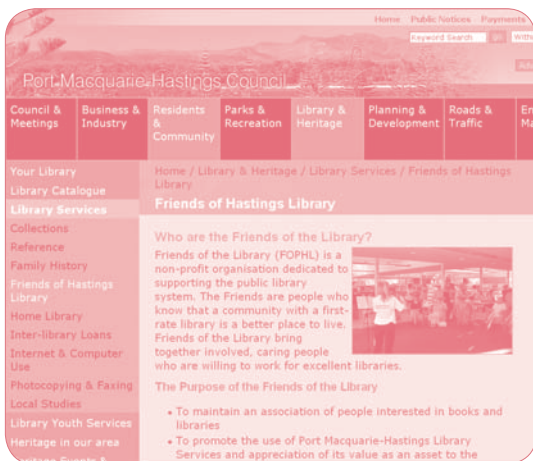 Home Public Notices Payments
Keyword Search go With
Port Macquarie-Hastings Council
Council & Meetings
Business & Industry
Residents & Community
Parks & Recreation
Library & Heritage
Planning & Development
Roads & Traffic
Your Library
Library Catalogue
Library Services
Collections
Reference
Family History
Friends of Hastings
Library
Home Library
Inter-library Loans
Internet & Computer
Use
Photocopying & Faxing
Local Studies
Library Youth Services
Heritage in our area
Heritage Events &
Home / Library & Heritage / Library Services / Friends of Hastings
Library
Friends of Hastings Library
Who are the Friends of the Library?
Friends of the Library (FOPHL) is a
non-profit organisation dedicated to
supporting the public library
system. The Friends are people who
know that a community with a first-
rate library is a better place to live.
Friends of the Library bring
together involved, caring people
who are willing to work for excellent libraries.
The Purpose of the Friends of the Library
• To maintain an association of people interested in books and
libraries
• To promote the use of Port Macquarie-Hastings Library
Services and appreciation of its value as an asset to the